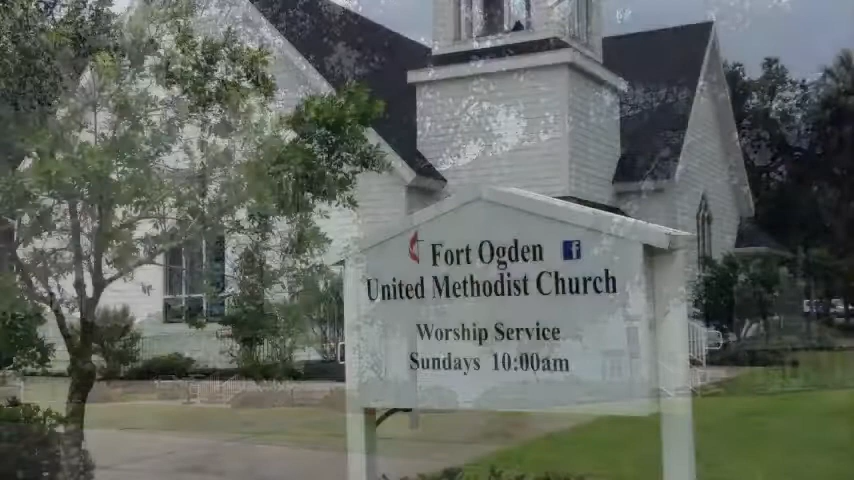 Fort Ogden
United Methodist Church
Worship Service
Sundays 10:00am